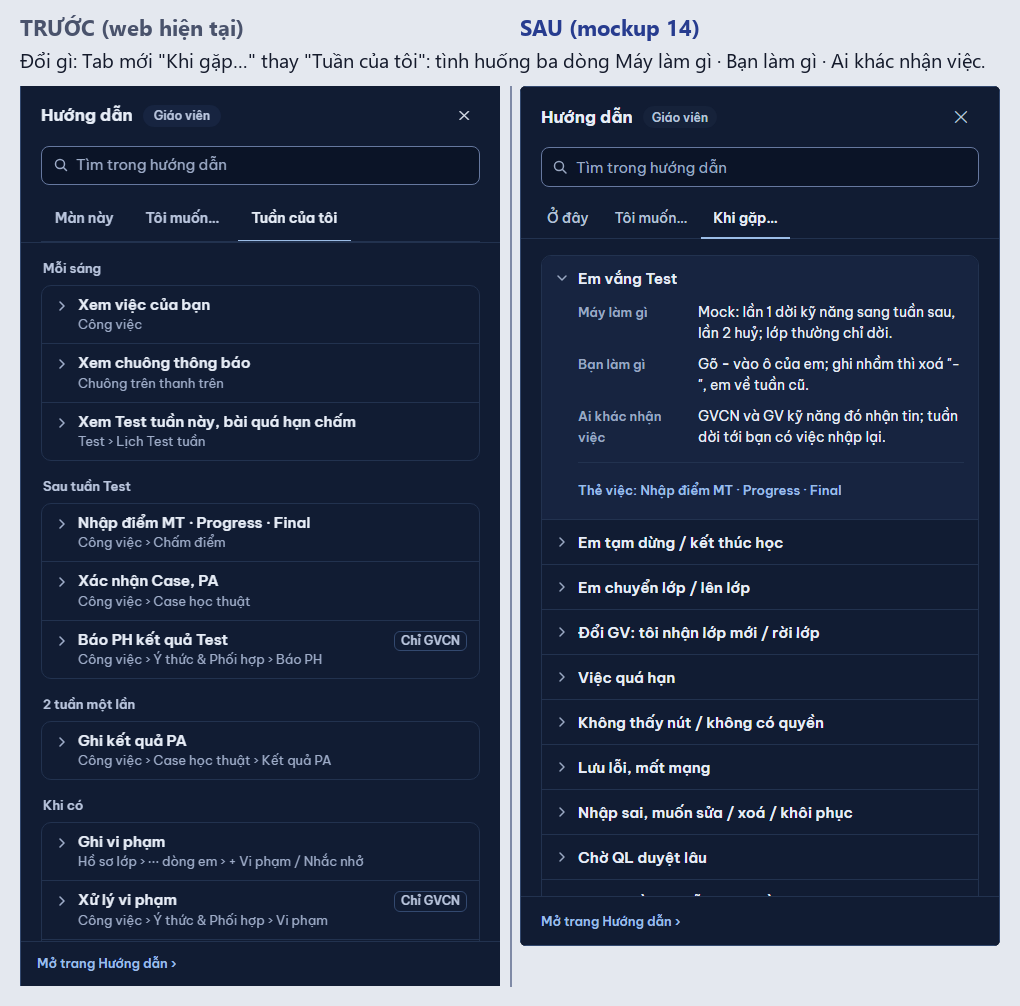 TRƯỚC (web hiện tại)
SAU (mockup 14)
Đổi gì: Tab mới "Khi gặp..." thay "Tuần của tôi": tình huống ba dòng Máy làm gì · Bạn làm gì · Ai khác nhận việc.
Hướng dẫn Giáo viên
Tìm trong hướng dẫn
Màn này Tôi muốn... Tuần của tôi
Mỗi sáng
Xem việc của bạn
Công việc
Xem chuông thông báo
Chuông trên thanh trên
Xem Test tuần này, bài quá hạn chấm
Test › Lịch Test tuần
Sau tuần Test
Nhập điểm MT · Progress · Final
Công việc › Chấm điểm
Xác nhận Case, PA
Công việc › Case học thuật
Báo PH kết quả Test Chỉ GVCN
Công việc › Ý thức & Phối hợp › Báo PH
2 tuần một lần
Ghi kết quả PA
Công việc › Case học thuật › Kết quả PA
Khi có
Ghi vi phạm
Hồ sơ lớp › ··· dòng em › + Vi phạm / Nhắc nhở
Xử lý vi phạm Chỉ GVCN
Công việc › Ý thức & Phối hợp › Vi phạm
Mở trang Hướng dẫn ›
Hướng dẫn Giáo viên
Tìm trong hướng dẫn
Ở đây Tôi muốn... Khi gặp...
Em vắng Test
Máy làm gì
Mock: lần 1 dời kỹ năng sang tuần sau,
lần 2 huỷ; lớp thường chỉ dời.
Bạn làm gì
Gõ - vào ô của em; ghi nhầm thì xoá "-
", em về tuần cũ.
Ai khác nhận
việc
GVCN và GV kỹ năng đó nhận tin; tuần
dời tới bạn có việc nhập lại.
Thẻ việc: Nhập điểm MT · Progress · Final
Em tạm dừng / kết thúc học
Em chuyển lớp / lên lớp
Đổi GV: tôi nhận lớp mới / rời lớp
Việc quá hạn
Không thấy nút / không có quyền
Lưu lỗi, mất mạng
Nhập sai, muốn sửa / xoá / khôi phục
Chờ QL duyệt lâu
Mở trang Hướng dẫn ›